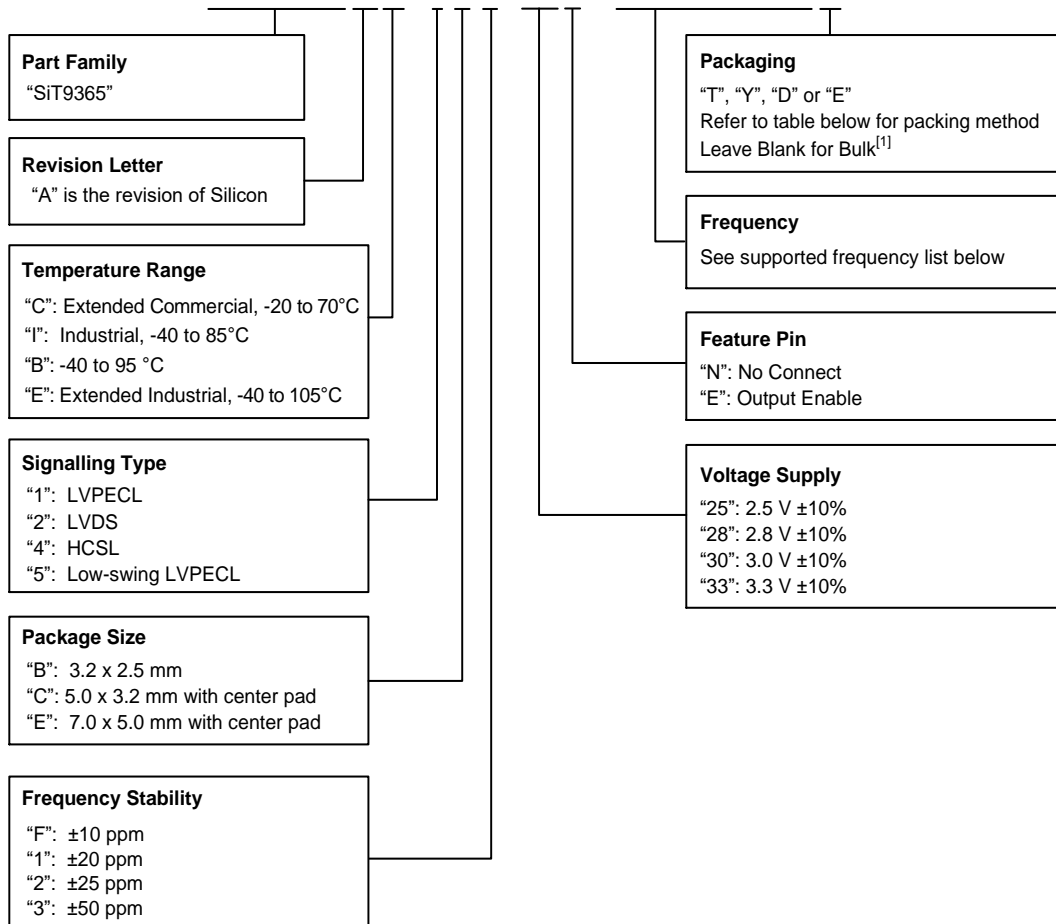 Part Family
“SiT9365”
Revision Letter
“A” is the revision of Silicon
Temperature Range
“C”: Extended Commercial, -20 to 70°C
“I”: Industrial, -40 to 85°C
“B”: -40 to 95 °C
“E”: Extended Industrial, -40 to 105°C
Signalling Type
“1”: LVPECL
“2”: LVDS
“4”: HCSL
“5”: Low-swing LVPECL
Package Size
“B”: 3.2 x 2.5 mm
“C”: 5.0 x 3.2 mm with center pad
“E”: 7.0 x 5.0 mm with center pad
Frequency Stability
“F”: ±10 ppm
“1”: ±20 ppm
“2”: ±25 ppm
“3”: ±50 ppm
Packaging
“T”, “Y”, “D” or “E”
Refer to table below for packing method
Leave Blank for Bulk[1]
Frequency
See supported frequency list below
Feature Pin
“N”: No Connect
“E”: Output Enable
Voltage Supply
“25”: 2.5 V ±10%
“28”: 2.8 V ±10%
“30”: 3.0 V ±10%
“33”: 3.3 V ±10%